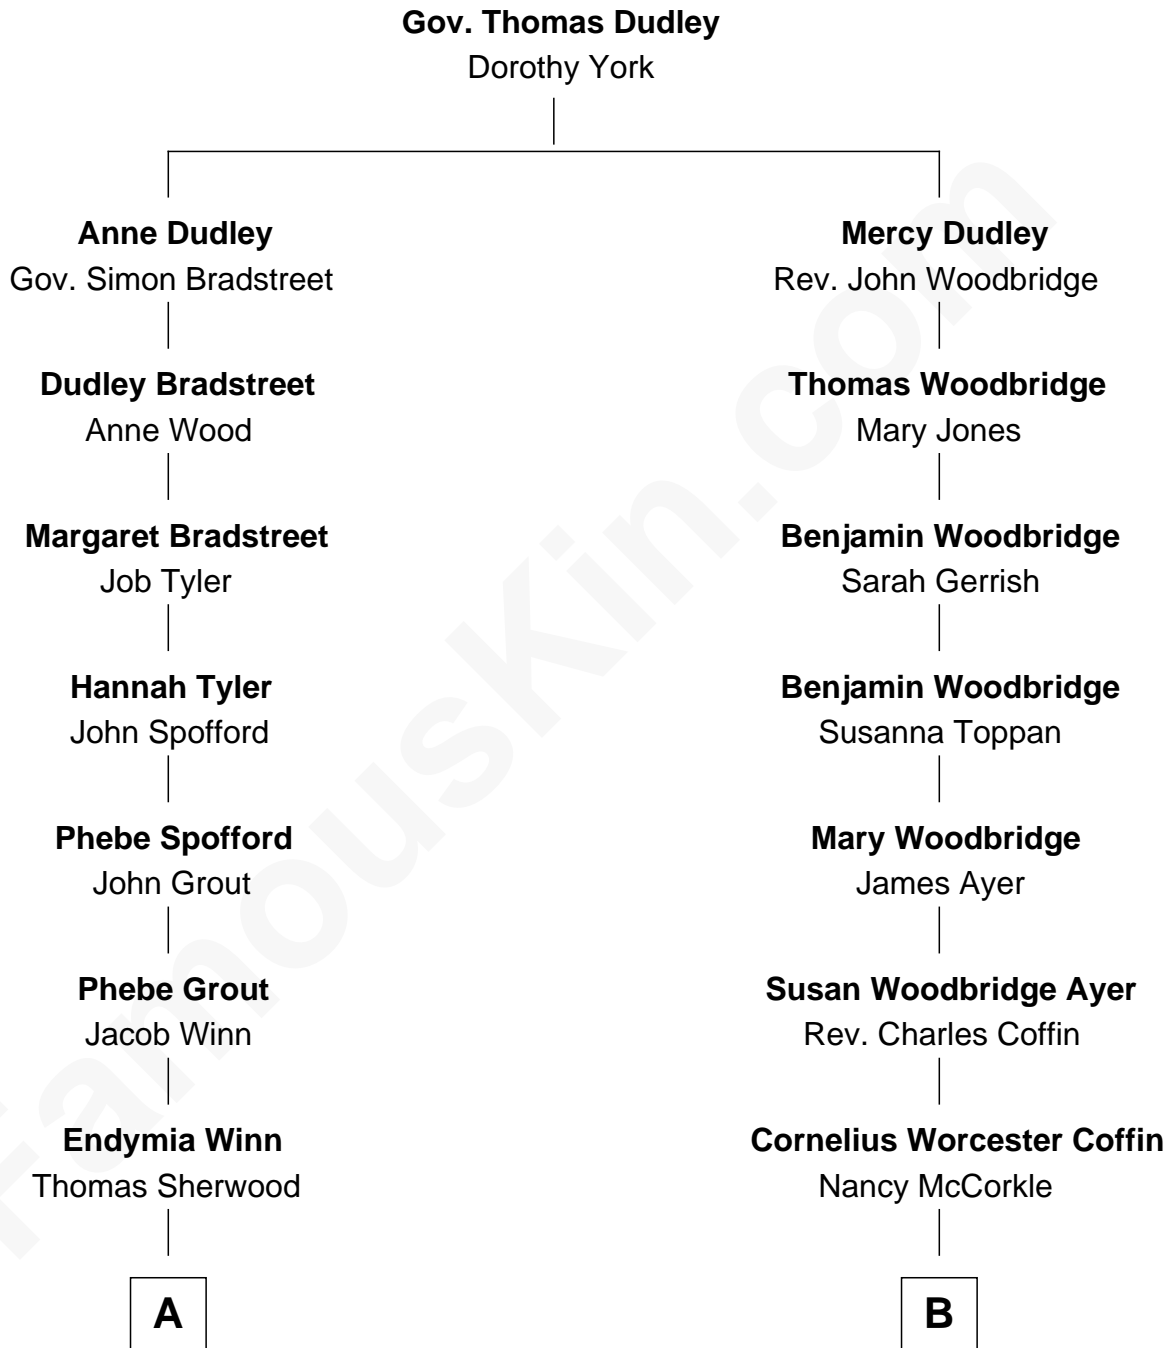 Gov. Thomas Dudley
Dorothy York
Anne Dudley
Gov. Simon Bradstreet
Mercy Dudley
Rev. John Woodbridge
Dudley Bradstreet
Anne Wood
Thomas Woodbridge
Mary Jones
Margaret Bradstreet
Job Tyler
Benjamin Woodbridge
Sarah Gerrish
Hannah Tyler
John Spofford
Benjamin Woodbridge
Susanna Toppan
Phebe Spofford
John Grout
Mary Woodbridge
James Ayer
Phebe Grout
Jacob Winn
Susan Woodbridge Ayer
Rev. Charles Coffin
Endymia Winn
Thomas Sherwood
Cornelius Worcester Coffin
Nancy McCorkle
A
B
FamousKin.com